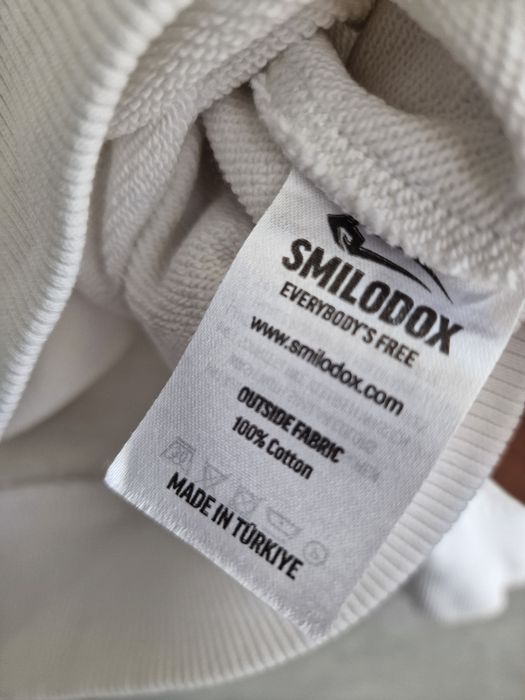 SMILODOX
EVERYBODY'S FREE
www.smilodox.com
OUTSIDE FABRIC
100% Cotton
MADE IN TÜRKIYE